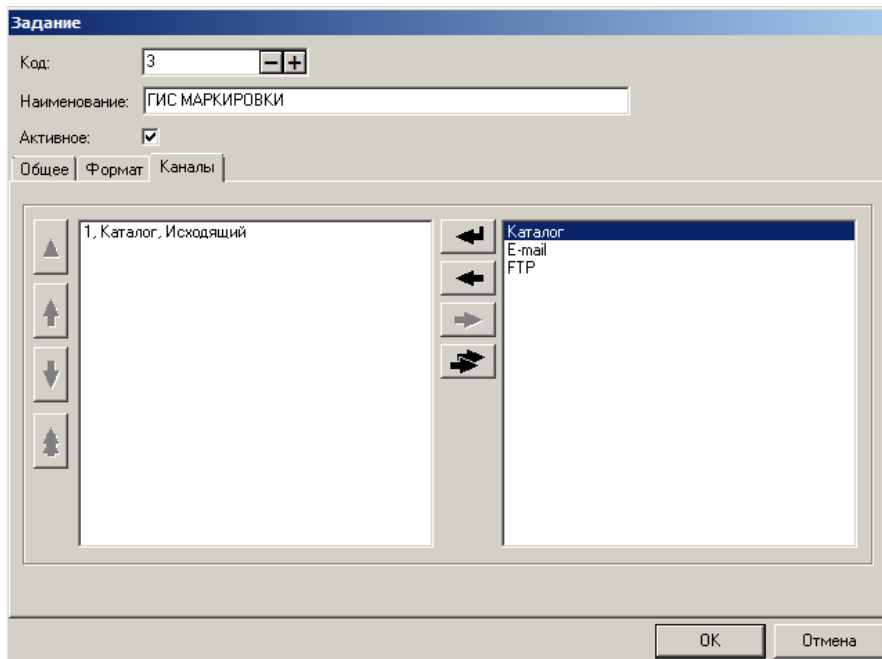 Задание
Код: 3
Наименование: ГИС МАРКИРОВКИ
Активное:
Общее Формат Каналы
1, Каталог, Исходящий
Каталог
E-mail
FTP
OK Отмена